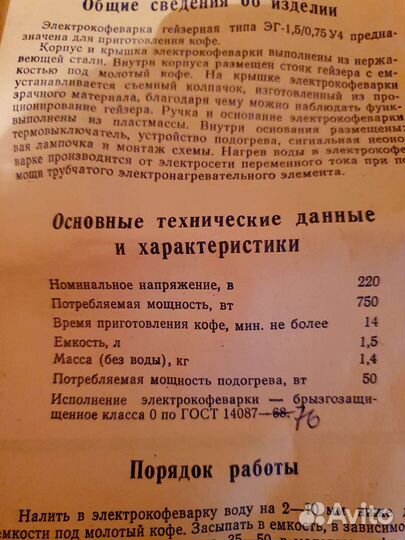 Общие сведения об изделии
Электрокофеварка гейзерная типа ЭГ-1,5/0,75 У4 предна-
значена для приготовления кофе.
Корпус и крышка электрокофеварки выполнены из нержа-
веющей стали. Внутри корпуса размещен стояк гейзера с ем-
костью под молотый кофе. На крышке электрокофеварки
устанавливается съемный колпачок, изготовленный из про-
зрачного материала, благодаря чему можно наблюдать функ-
ционирование гейзера. Ручка и основание электрокофеварки
выполнены из пластмассы. Внутри основания размещены:
термовыключатель, устройство подогрева, сигнальная неоно-
вая лампочка и монтаж схемы. Нагрев воды в электрокофе-
варке производится от электросети переменного тока при по-
мощи трубчатого электронагревательного элемента.
Основные технические данные
и характеристики
Номинальное напряжение, в 220
Потребляемая мощность, вт 750
Время приготовления кофе, мин. не более 14
Емкость, л 1,5
Масса (без воды), кг 1,4
Потребляемая мощность подогрева, вт 50
Исполнение электрокофеварки — брызгозащи-
щенное класса 0 по ГОСТ 14087—68. 76
Порядок работы
Налить в электрокофеварку воду на 2—
емкости под молотый кофе. Засыпать в емкость, в зависимо
35—50
Avito